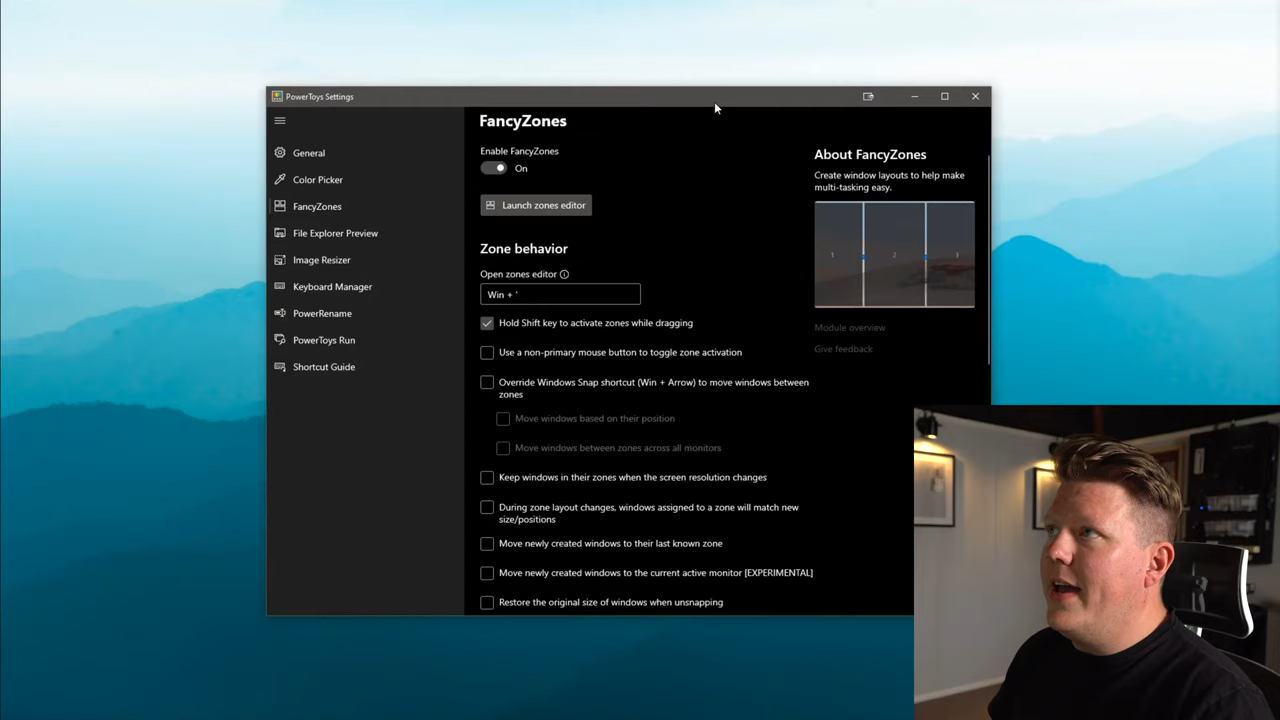 PowerToys Settings
General
Color Picker
FancyZones
File Explorer Preview
Image Resizer
Keyboard Manager
PowerRename
PowerToys Run
Shortcut Guide
FancyZones
Enable FancyZones
On
Launch zones editor
Zone behavior
Open zones editor
Win + '
Hold Shift key to activate zones while dragging
Use a non-primary mouse button to toggle zone activation
Override Windows Snap shortcut (Win + Arrow) to move windows between
zones
Move windows based on their position
Move windows between zones across all monitors
Keep windows in their zones when the screen resolution changes
During zone layout changes, windows assigned to a zone will match new
size/positions
Move newly created windows to their last known zone
Move newly created windows to the current active monitor [EXPERIMENTAL]
Restore the original size of windows when unsnapping
About FancyZones
Create window layouts to help make
multi-tasking easy.
1 2 3
Module overview
Give feedback